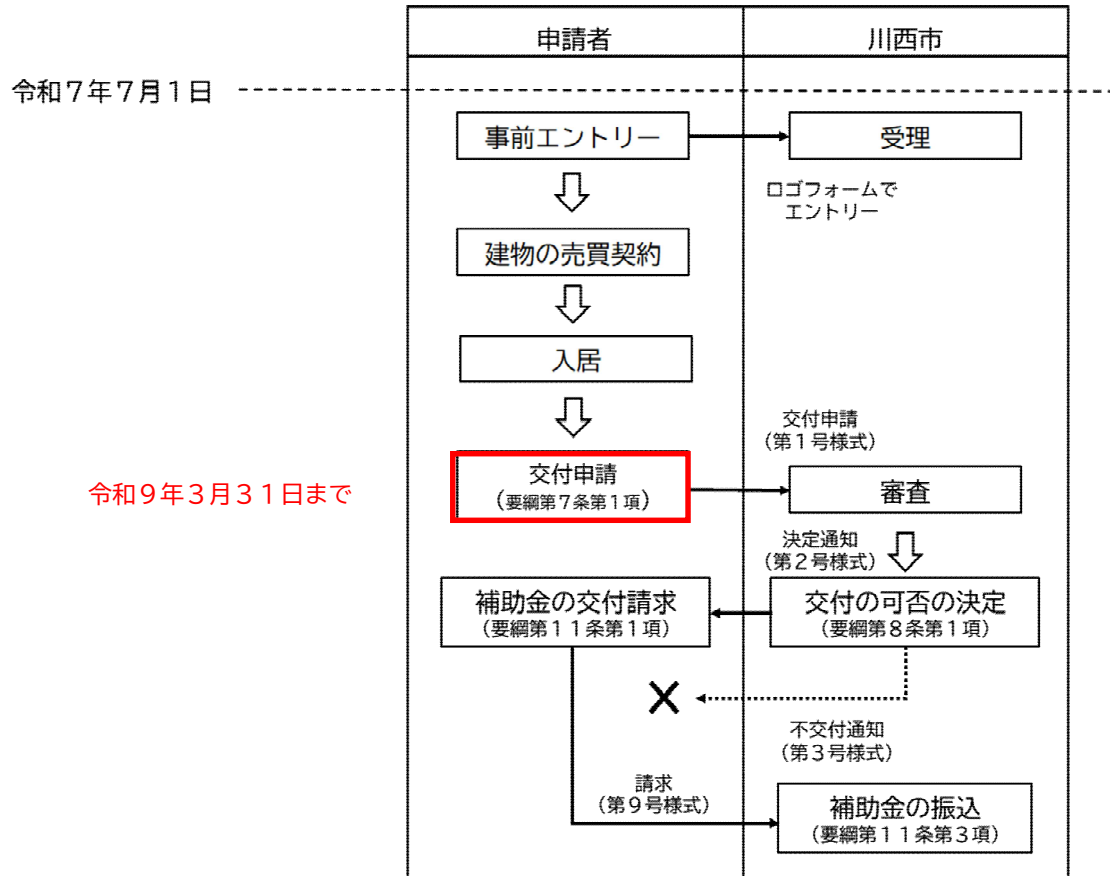 申請者
川西市
令和７年７月１日
事前エントリー
受理
ロゴフォームで
エントリー
建物の売買契約
入居
交付申請
（第１号様式）
令和９年３月３１日まで
交付申請
（要綱第７条第１項）
審査
決定通知
（第２号様式）
補助金の交付請求
（要綱第１１条第１項）
交付の可否の決定
（要綱第８条第１項）
不交付通知
（第３号様式）
請求
（第９号様式）
補助金の振込
（要綱第１１条第３項）